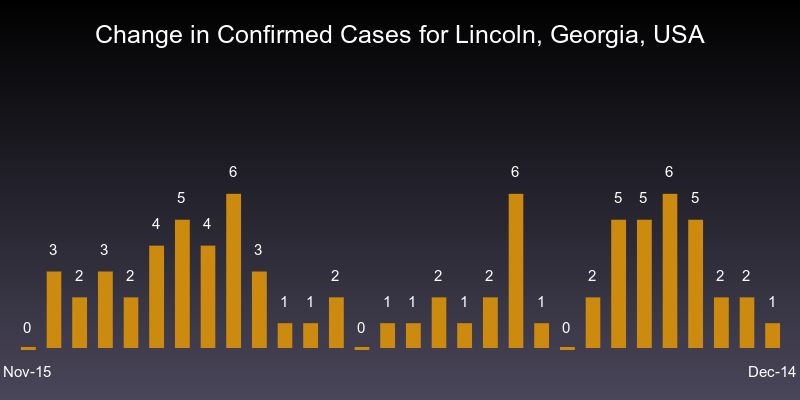 Change in Confirmed Cases for Lincoln, Georgia, USA
0 3 2 3 2 4 5 4 6 3 1 1 2 0 1 1 2 1 2 6 1 0 2 5 5 6 5 2 2 1
Nov-15 Dec-14